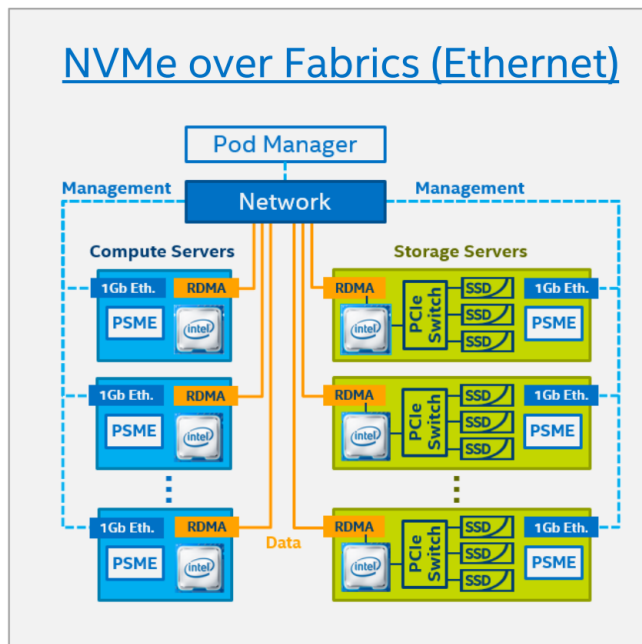 NVMe over Fabrics (Ethernet)
Pod Manager
Management
Management
Network
Compute Servers
Storage Servers
1Gb Eth.
RDMA
PSME
intel
RDMA
intel
PCIe
Switch
SSD
SSD
SSD
1Gb Eth.
PSME
1Gb Eth.
RDMA
PSME
intel
RDMA
intel
PCIe
Switch
SSD
SSD
SSD
1Gb Eth.
PSME
1Gb Eth.
RDMA
PSME
intel
Data
RDMA
intel
PCIe
Switch
SSD
SSD
SSD
1Gb Eth.
PSME